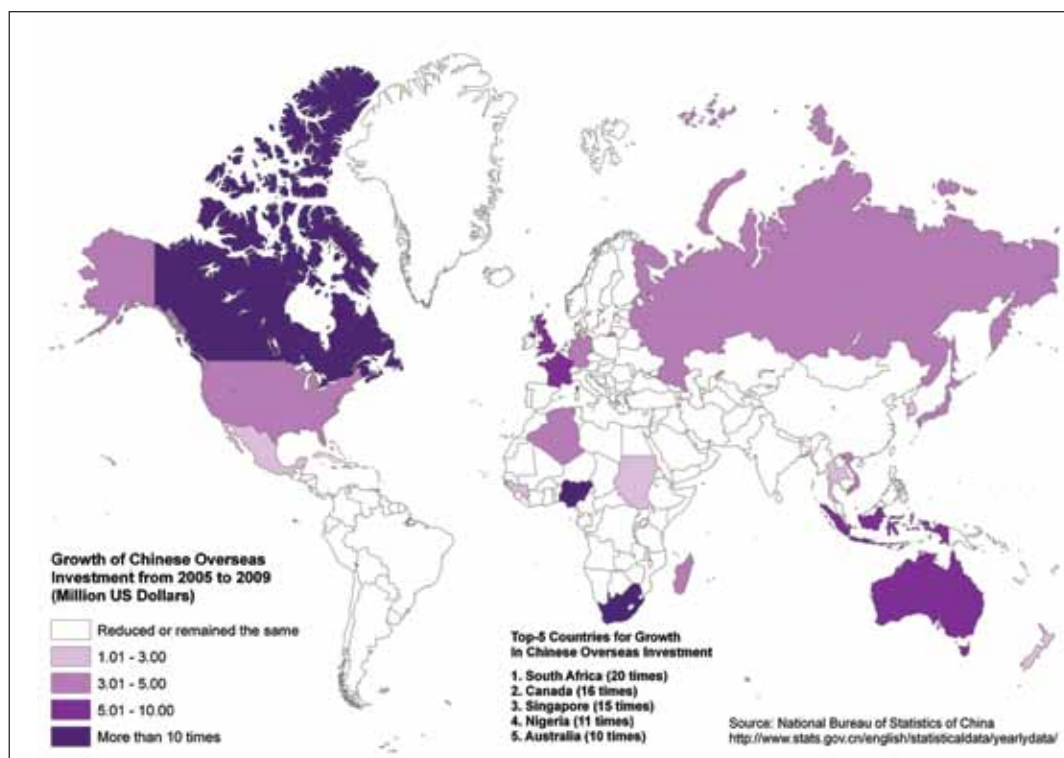 Growth of Chinese Overseas
Investment from 2005 to 2009
(Million US Dollars)
Reduced or remained the same
1.01 - 3.00
3.01 - 5.00
5.01 - 10.00
More than 10 times
Top-5 Countries for Growth
In Chinese Overseas Investment
1. South Africa (20 times)
2. Canada (16 times)
3. Singapore (15 times)
4. Nigeria (11 times)
5. Australia (10 times)
Source: National Bureau of Statistics of China
http://www.stats.gov.cn/english/statisticaldata/yearlydata/